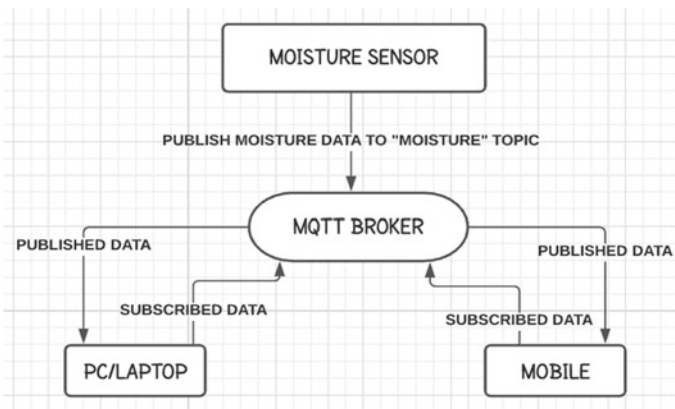 MOISTURE SENSOR
PUBLISH MOISTURE DATA TO "MOISTURE" TOPIC
MQTT BROKER
PUBLISHED DATA
PUBLISHED DATA
SUBSCRIBED DATA
SUBSCRIBED DATA
PC/LAPTOP
MOBILE